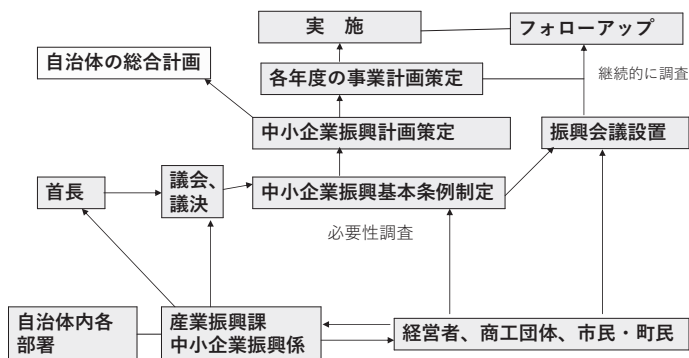 実　施
フォローアップ
自治体の総合計画
各年度の事業計画策定
継続的に調査
中小企業振興計画策定
振興会議設置
首長
議会、
議決
中小企業振興基本条例制定
必要性調査
自治体内各
部署
産業振興課
中小企業振興係
経営者、商工団体、市民・町民